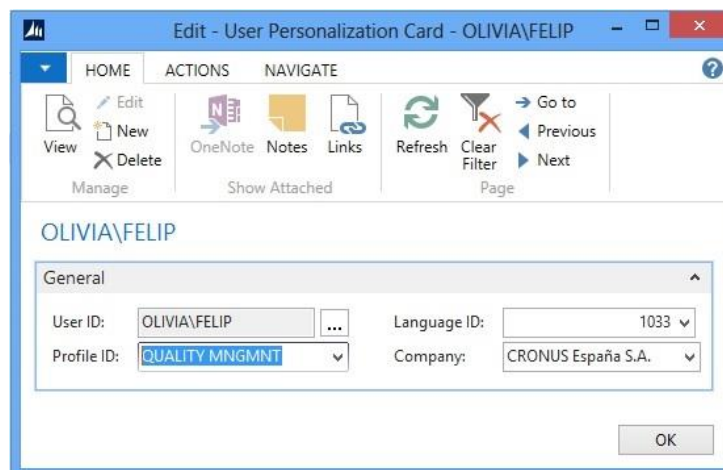 Edit - User Personalization Card - OLIVIA\FELIP
HOME ACTIONS NAVIGATE
View
Edit
New
Delete
Manage
OneNote
Notes
Links
Show Attached
Refresh
Clear
Filter
Go to
Previous
Next
Page
OLIVIA\FELIP
General
User ID: OLIVIA\FELIP ... Language ID: 1033
Profile ID: QUALITY MNGMNT Company: CRONUS España S.A.
OK